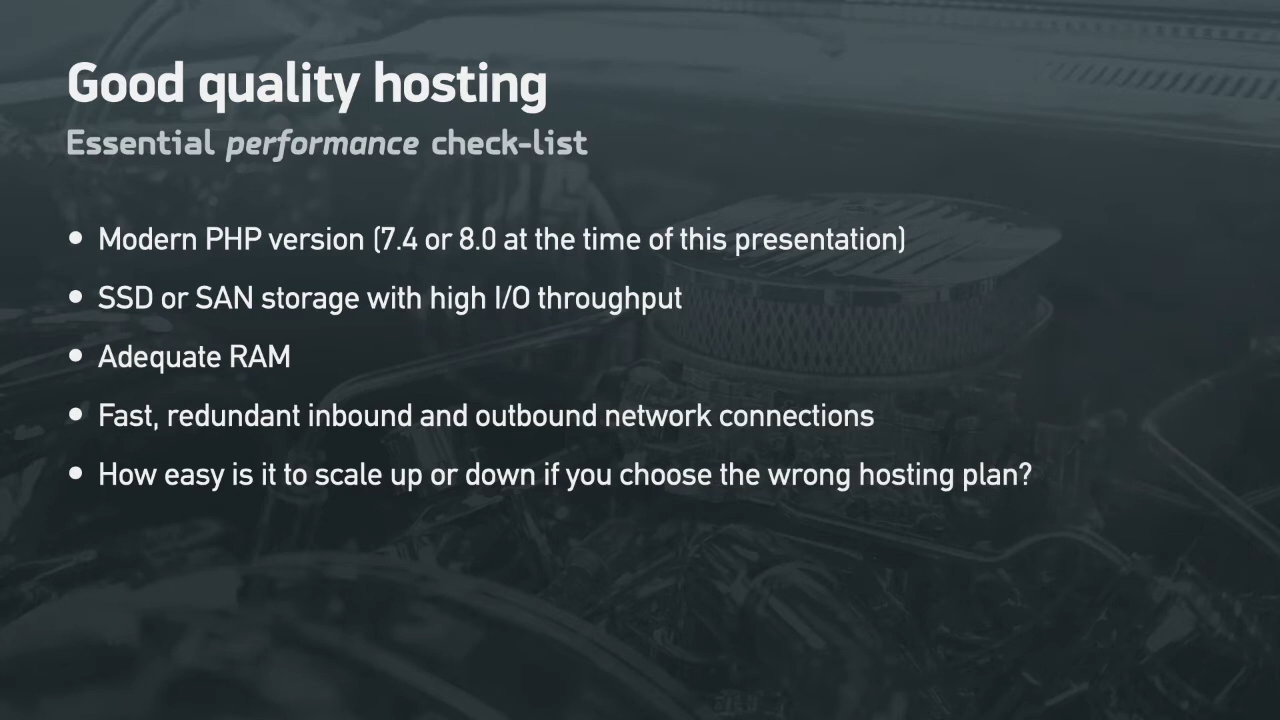 Good quality hosting
Essential performance check-list
• Modern PHP version (7.4 or 8.0 at the time of this presentation)
• SSD or SAN storage with high I/O throughput
• Adequate RAM
• Fast, redundant inbound and outbound network connections
• How easy is it to scale up or down if you choose the wrong hosting plan?